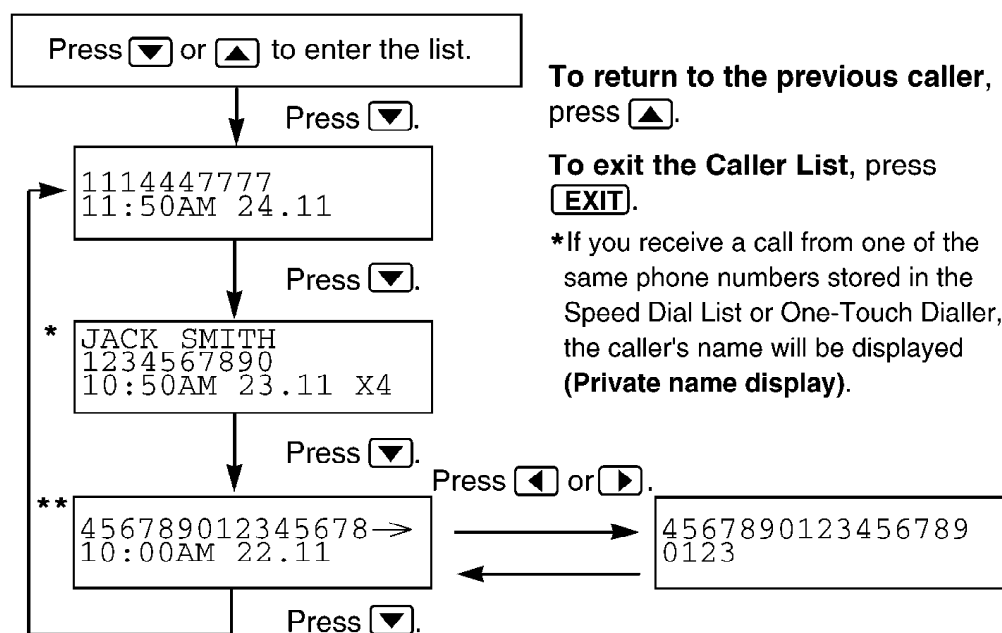 Press ▼ or ▲ to enter the list.
Press ▼.
1114447777
11:50AM 24.11
Press ▼.
*
JACK SMITH
1234567890
10:50AM 23.11 X4
Press ▼.
**
456789012345678→
10:00AM 22.11
Press ▼.
Press ◀ or ▶.
4567890123456789
0123
To return to the previous caller,
press ▲.
To exit the Caller List, press
EXIT.
*If you receive a call from one of the
same phone numbers stored in the
Speed Dial List or One-Touch Dialler,
the caller's name will be displayed
(Private name display).